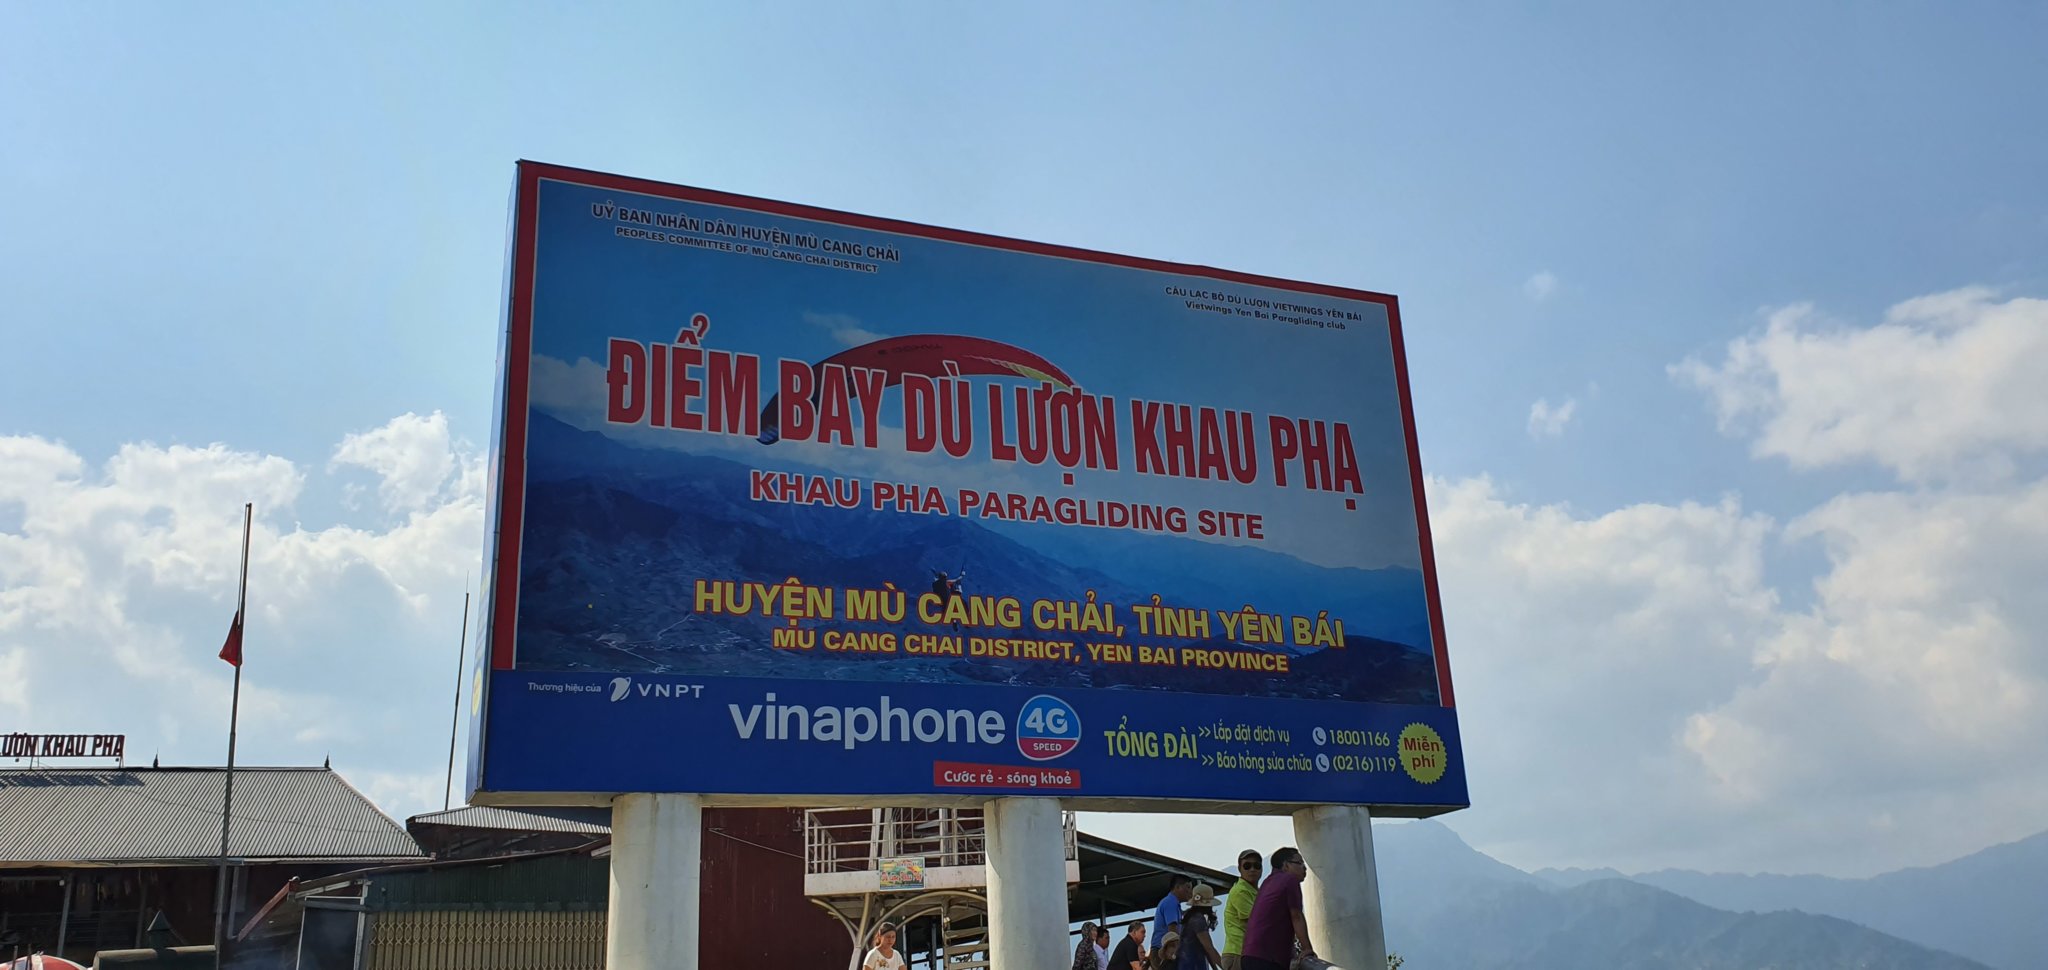 UỶ BAN NHÂN DÂN HUYỆN MÙ CANG CHẢI
PEOPLES COMMITTEE OF MU CANG CHAI DISTRICT
CÂU LẠC BỘ DÙ LƯỢN VIETWINGS YÊN BÁI
Vietwings Yen Bai Paragliding club
ĐIỂM BAY DÙ LƯỢN KHAU PHẠ
KHAU PHA PARAGLIDING SITE
HUYỆN MÙ CANG CHẢI, TỈNH YÊN BÁI
MU CANG CHAI DISTRICT, YEN BAI PROVINCE
Thương hiệu của VNPT
vinaphone 4G
SPEED
Cước rẻ - sóng khoẻ
TỔNG ĐÀI
>> Lắp đặt dịch vụ 18001166
>> Báo hỏng sửa chữa (0216)119
Miễn
phí
LƯỢN KHAU PHẠ